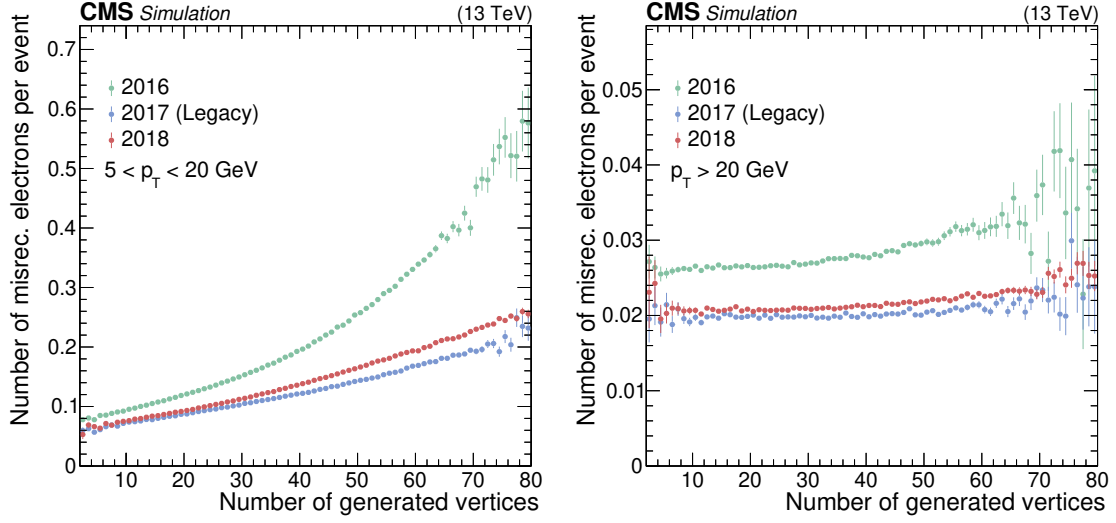 CMS Simulation (13 TeV)
Number of misrec. electrons per event
0.7
0.6
0.5
0.4
0.3
0.2
0.1
0
2016
2017 (Legacy)
2018
5 < p_T < 20 GeV
10 20 30 40 50 60 70 80
Number of generated vertices
CMS Simulation (13 TeV)
Number of misrec. electrons per event
0.05
0.04
0.03
0.02
0.01
0
2016
2017 (Legacy)
2018
p_T > 20 GeV
10 20 30 40 50 60 70 80
Number of generated vertices